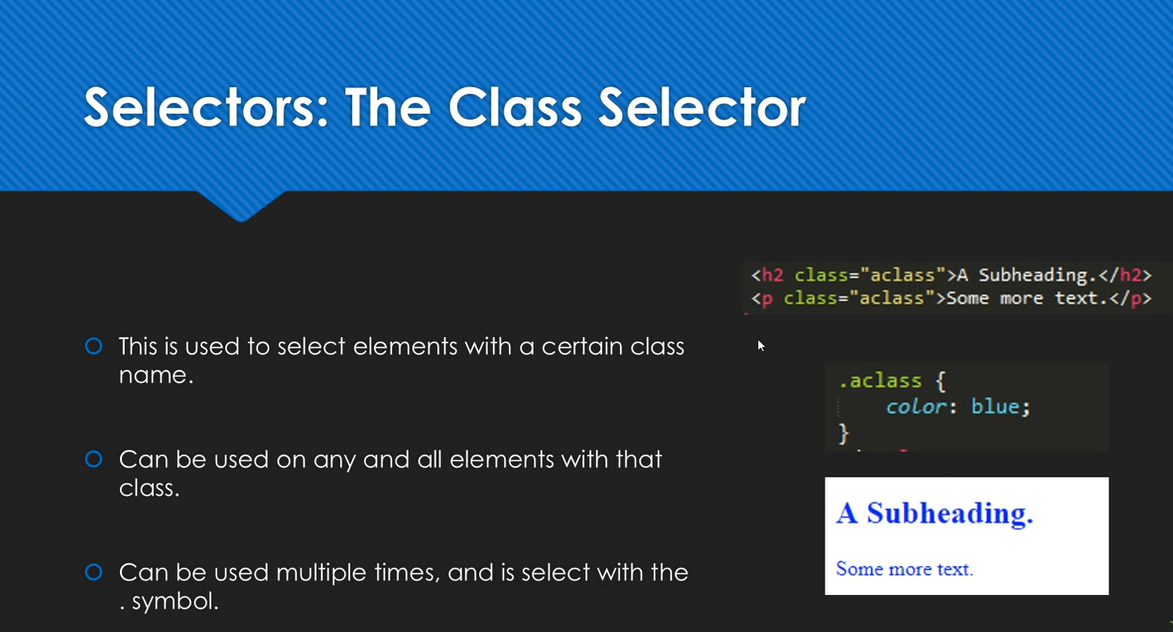 Selectors: The Class Selector
This is used to select elements with a certain class
name.
Can be used on any and all elements with that
class.
Can be used multiple times, and is select with the
. symbol.
<h2 class="aclass">A Subheading.</h2>
<p class="aclass">Some more text.</p>
.aclass {
color: blue;
}
A Subheading.
Some more text.